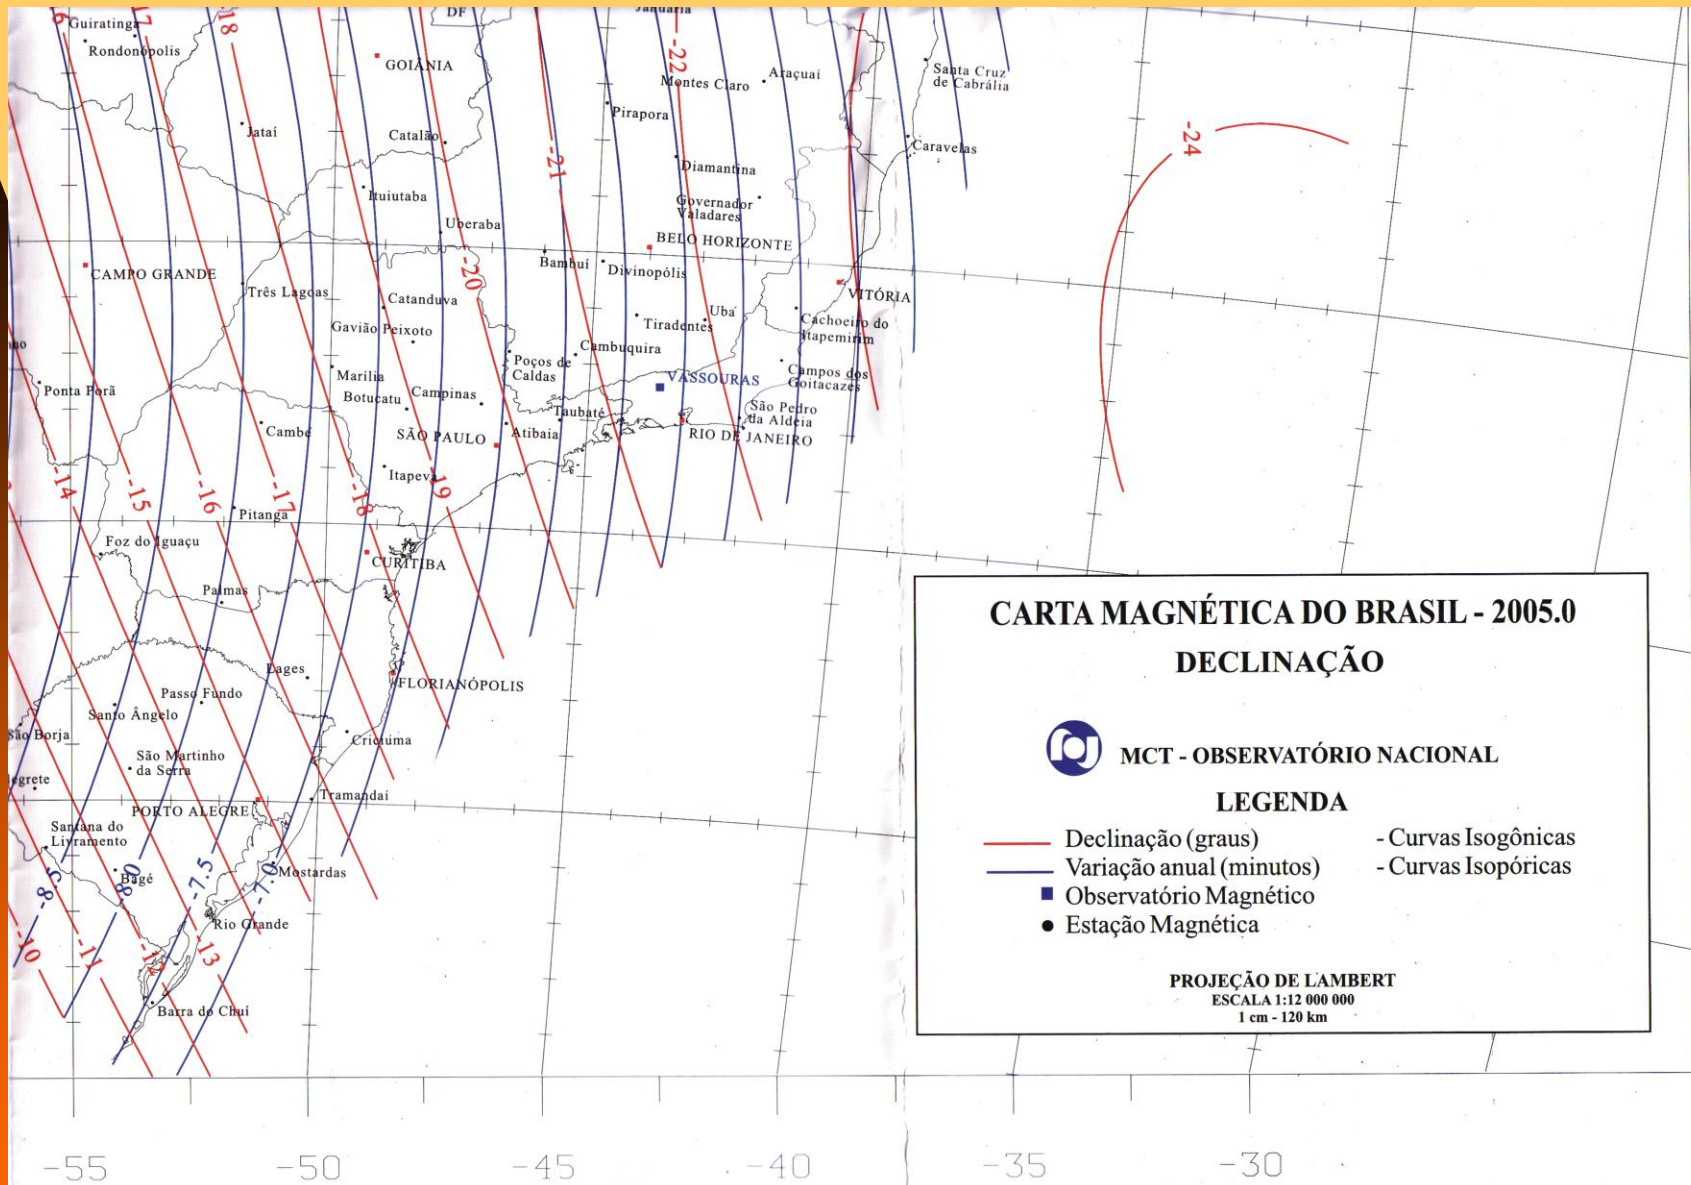 Guiratinga
Rondonópolis
17
-18
DF
Januária
GOIÂNIA
-22
Montes Claro
Araçuai
Santa Cruz
de Cabrália
Pirapora
Jataí
Catalão
Caravelas
-24
-21
Diamantina
Ituiutaba
Governador
Valadares
Uberaba
BELO HORIZONTE
CAMPO GRANDE
-20
Bambuí
Divinopólis
Três Lagoas
Catanduva
VITÓRIA
Gavião Peixoto
Tiradentes
Ubá
Cachoeiro do
Itapemirim
Cambuquira
Poços de
Caldas
Marília
VASSOURAS
Campos dos
Goitacazes
Ponta Porã
Botucatu
Campinas
Taubaté
São Pedro
da Aldeia
Cambé
SÃO PAULO
Atibaia
RIO DE JANEIRO
Itapeva
-14
-15
-16
-17
-18
-19
Pitanga
Foz do Iguaçu
CURITIBA
Palmas
CARTA MAGNÉTICA DO BRASIL - 2005.0
DECLINAÇÃO
Lages
FLORIANÓPOLIS
Passo Fundo
Santo Ângelo
São Borja
Criciúma
São Martinho
da Serra
MCT - OBSERVATÓRIO NACIONAL
LEGENDA
Tramandaí
PORTO ALEGRE
Santana do
Livramento
Declinação (graus) - Curvas Isogônicas
Variação anual (minutos) - Curvas Isopóricas
Observatório Magnético
Estação Magnética
Bagé
Mostardas
-8.5
-8.0
-7.5
-7.0
Rio Grande
-10
-11
-12
-13
Barra do Chuí
PROJEÇÃO DE LAMBERT
ESCALA 1:12 000 000
1 cm - 120 km
-55 -50 -45 -40 -35 -30